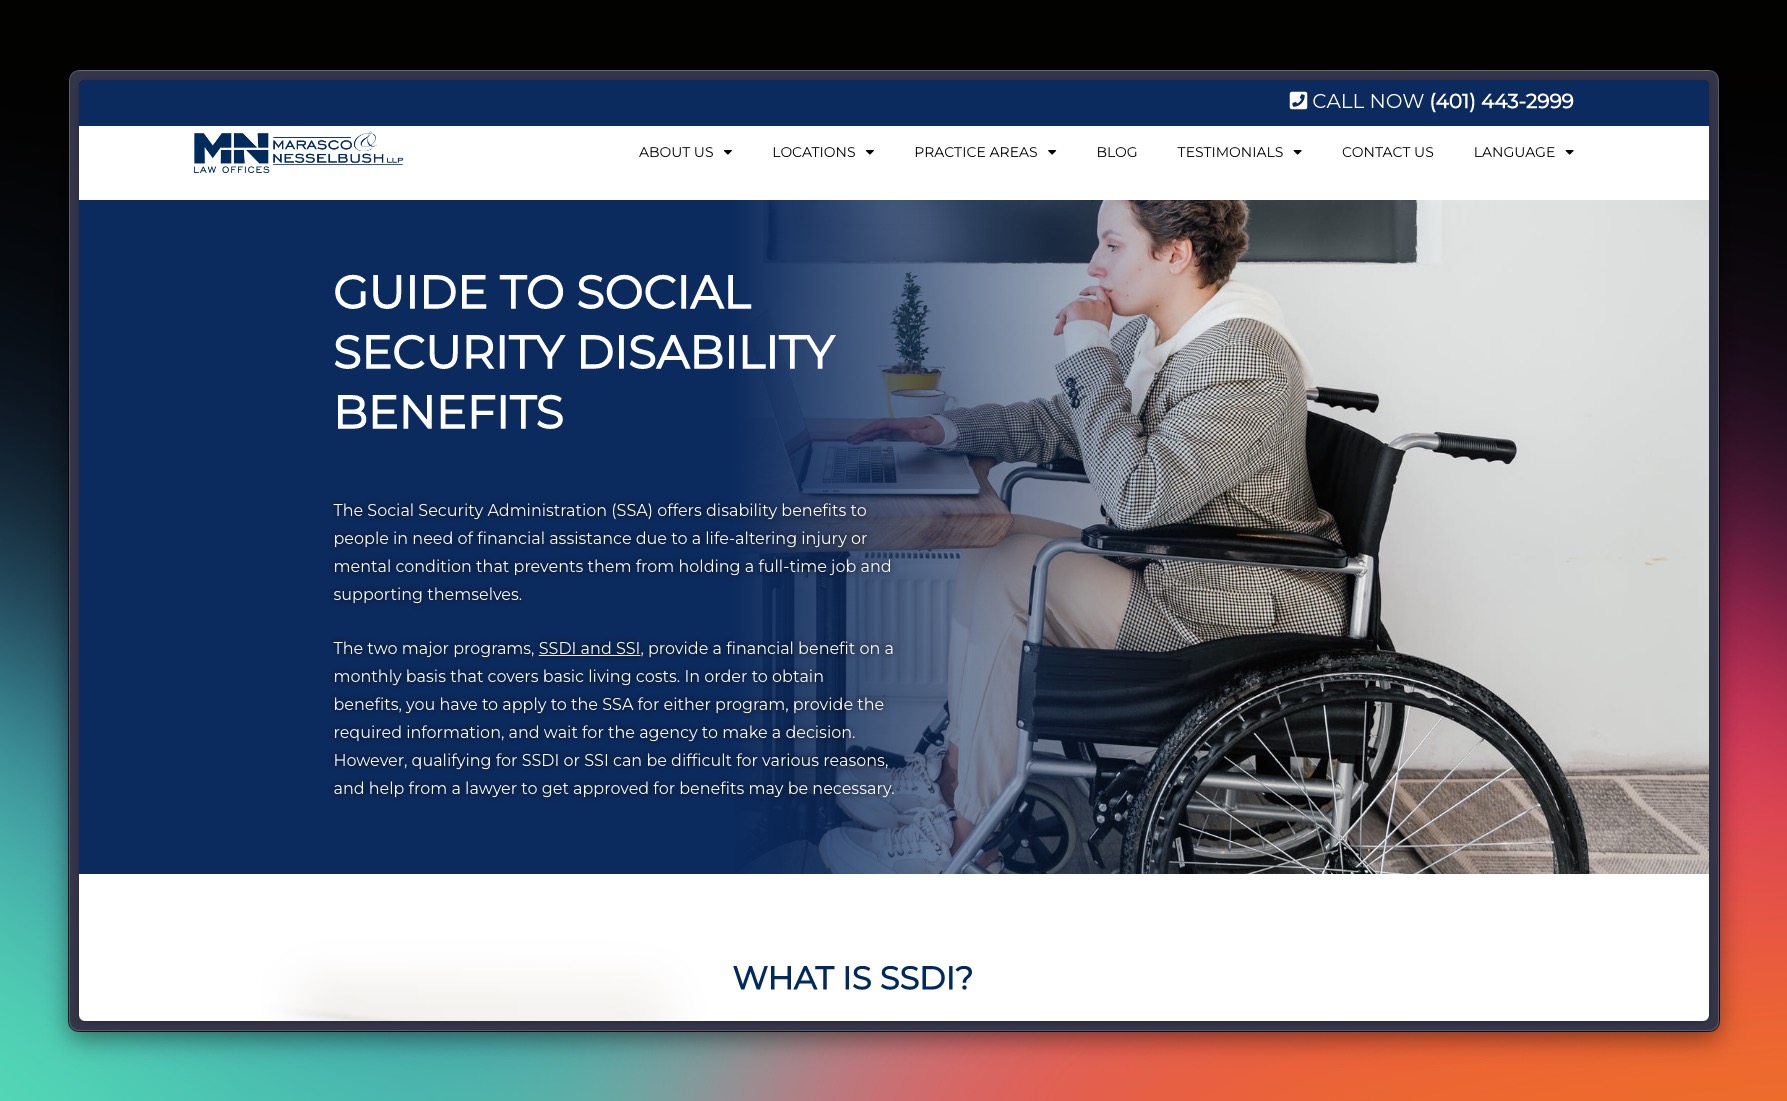 CALL NOW (401) 443-2999
MN MARASCO &
NESSELBUSH LLP
LAW OFFICES
ABOUT US
LOCATIONS
PRACTICE AREAS
BLOG
TESTIMONIALS
CONTACT US
LANGUAGE
GUIDE TO SOCIAL
SECURITY DISABILITY
BENEFITS
The Social Security Administration (SSA) offers disability benefits to
people in need of financial assistance due to a life-altering injury or
mental condition that prevents them from holding a full-time job and
supporting themselves.
The two major programs, SSDI and SSI, provide a financial benefit on a
monthly basis that covers basic living costs. In order to obtain
benefits, you have to apply to the SSA for either program, provide the
required information, and wait for the agency to make a decision.
However, qualifying for SSDI or SSI can be difficult for various reasons,
and help from a lawyer to get approved for benefits may be necessary.
WHAT IS SSDI?